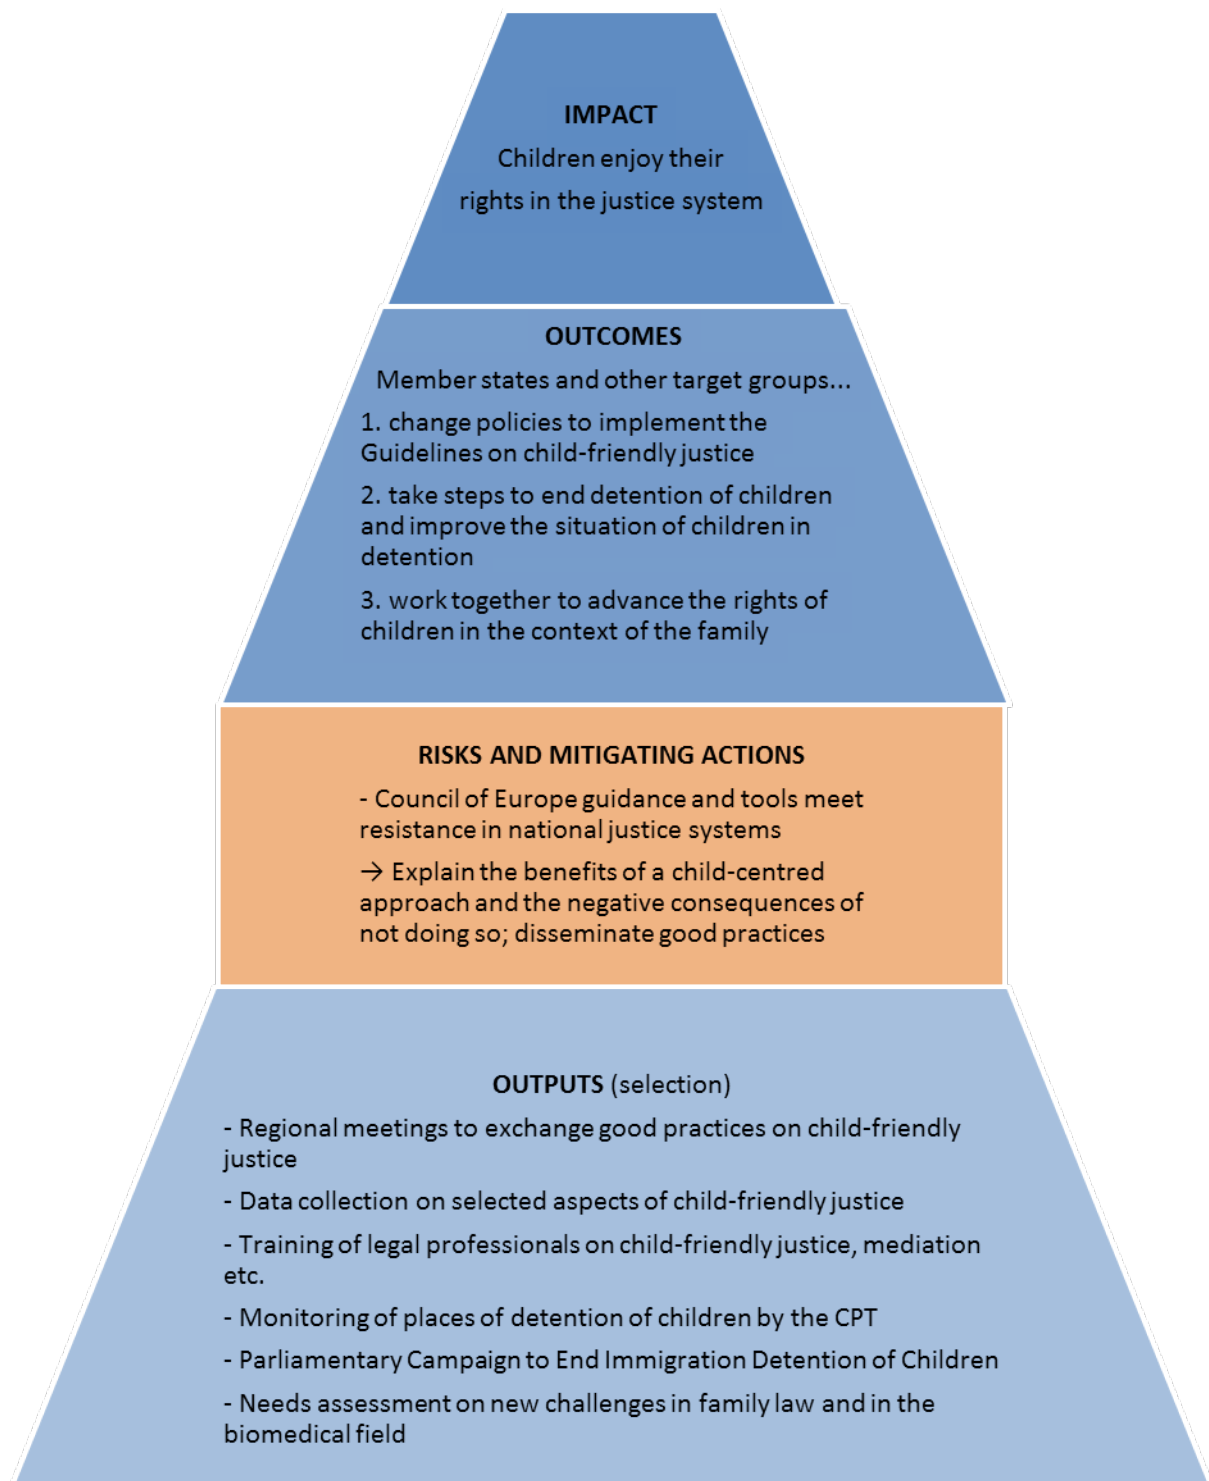 IMPACT
Children enjoy their
rights in the justice system
OUTCOMES
Member states and other target groups...
1. change policies to implement the
Guidelines on child-friendly justice
2. take steps to end detention of children
and improve the situation of children in
detention
3. work together to advance the rights of
children in the context of the family
RISKS AND MITIGATING ACTIONS
- Council of Europe guidance and tools meet
resistance in national justice systems
→ Explain the benefits of a child-centred
approach and the negative consequences of
not doing so; disseminate good practices
OUTPUTS (selection)
- Regional meetings to exchange good practices on child-friendly
justice
- Data collection on selected aspects of child-friendly justice
- Training of legal professionals on child-friendly justice, mediation
etc.
- Monitoring of places of detention of children by the CPT
- Parliamentary Campaign to End Immigration Detention of Children
- Needs assessment on new challenges in family law and in the
biomedical field